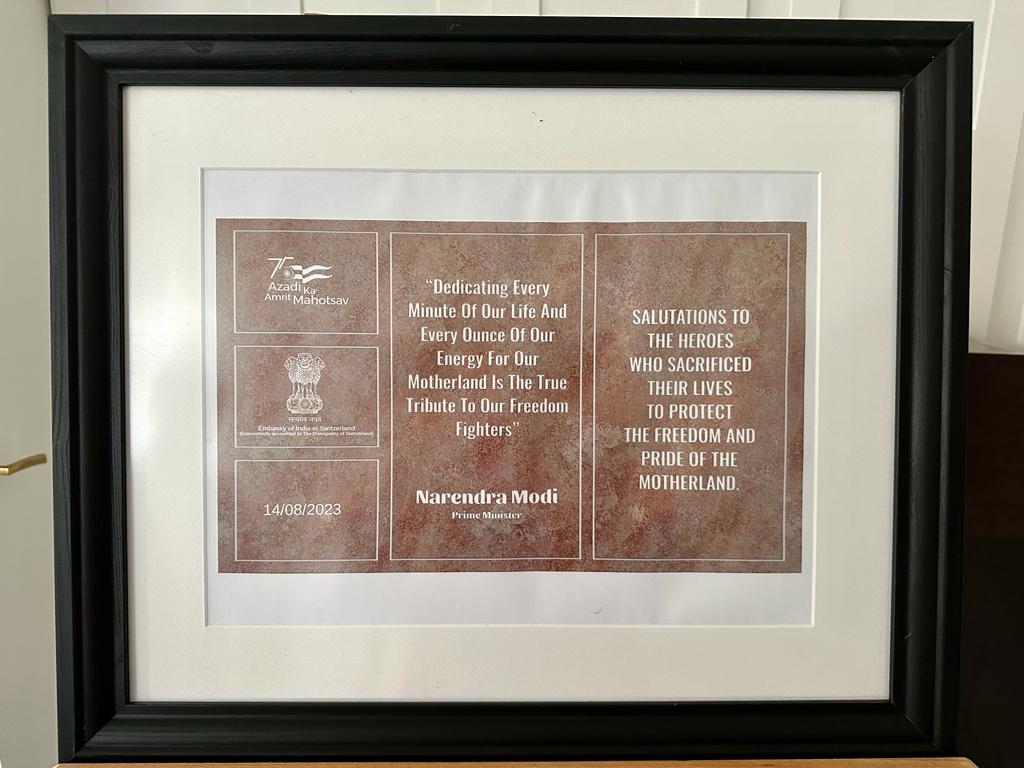 75
Azadi Ka
Amrit Mahotsav
सत्यमेव जयते
Embassy of India in Switzerland
(Concurrently accredited to The Principality of Switzerland)
14/08/2023
“Dedicating Every
Minute Of Our Life And
Every Ounce Of Our
Energy For Our
Motherland Is The True
Tribute To Our Freedom
Fighters”
Narendra Modi
Prime Minister
SALUTATIONS TO
THE HEROES
WHO SACRIFICED
THEIR LIVES
TO PROTECT
THE FREEDOM AND
PRIDE OF THE
MOTHERLAND.